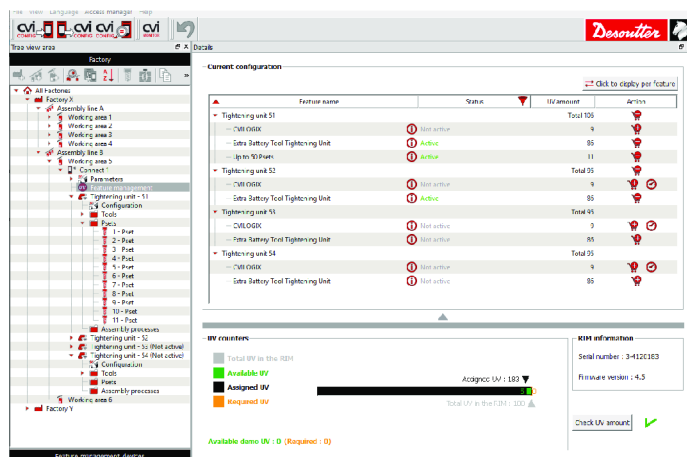 File View Language Access manager Help
CVI CONFIG CVI CVI CONFIG CVI MONITOR
Desoutter
Tree view area
Details
Factory
All Factories
Factory X
Assembly line A
Working area 1
Working area 2
Working area 3
Working area 4
Assembly line B
Working area 5
Connect 1
Parameters
Feature management
Tightening unit - 51
Configuration
Tools
Psets
1 - Pset
2 - Pset
3 - Pset
4 - Pset
5 - Pset
6 - Pset
7 - Pset
8 - Pset
9 - Pset
10 - Pset
11 - Pset
Assembly processes
Tightening unit - 52
Tightening unit - 53 (Not active)
Tightening unit - 54 (Not active)
Configuration
Tools
Psets
Assembly processes
Working area 6
Factory Y
Feature management devices
Current configuration
Click to display per feature
Feature name Status UV amount Action
Tightening unit 51 Total 106
CVILOGIX Not active 9
Extra Battery Tool Tightening Unit Active 86
Up to 50 Psets Active 11
Tightening unit 52 Total 95
CVILOGIX Not active 9
Extra Battery Tool Tightening Unit Active 86
Tightening unit 53 Total 95
CVILOGIX Not active 9
Extra Battery Tool Tightening Unit Not active 86
Tightening unit 54 Total 95
CVILOGIX Not active 9
Extra Battery Tool Tightening Unit Not active 86
UV counters
Total UV in the RIM
Available UV
Assigned UV
Required UV
Assigned UV : 183
Total UV in the RIM : 190
Available demo UV : 0 (Required : 0)
RIM information
Serial number : 3-4120163
Firmware version : 4.5
Check UV amount